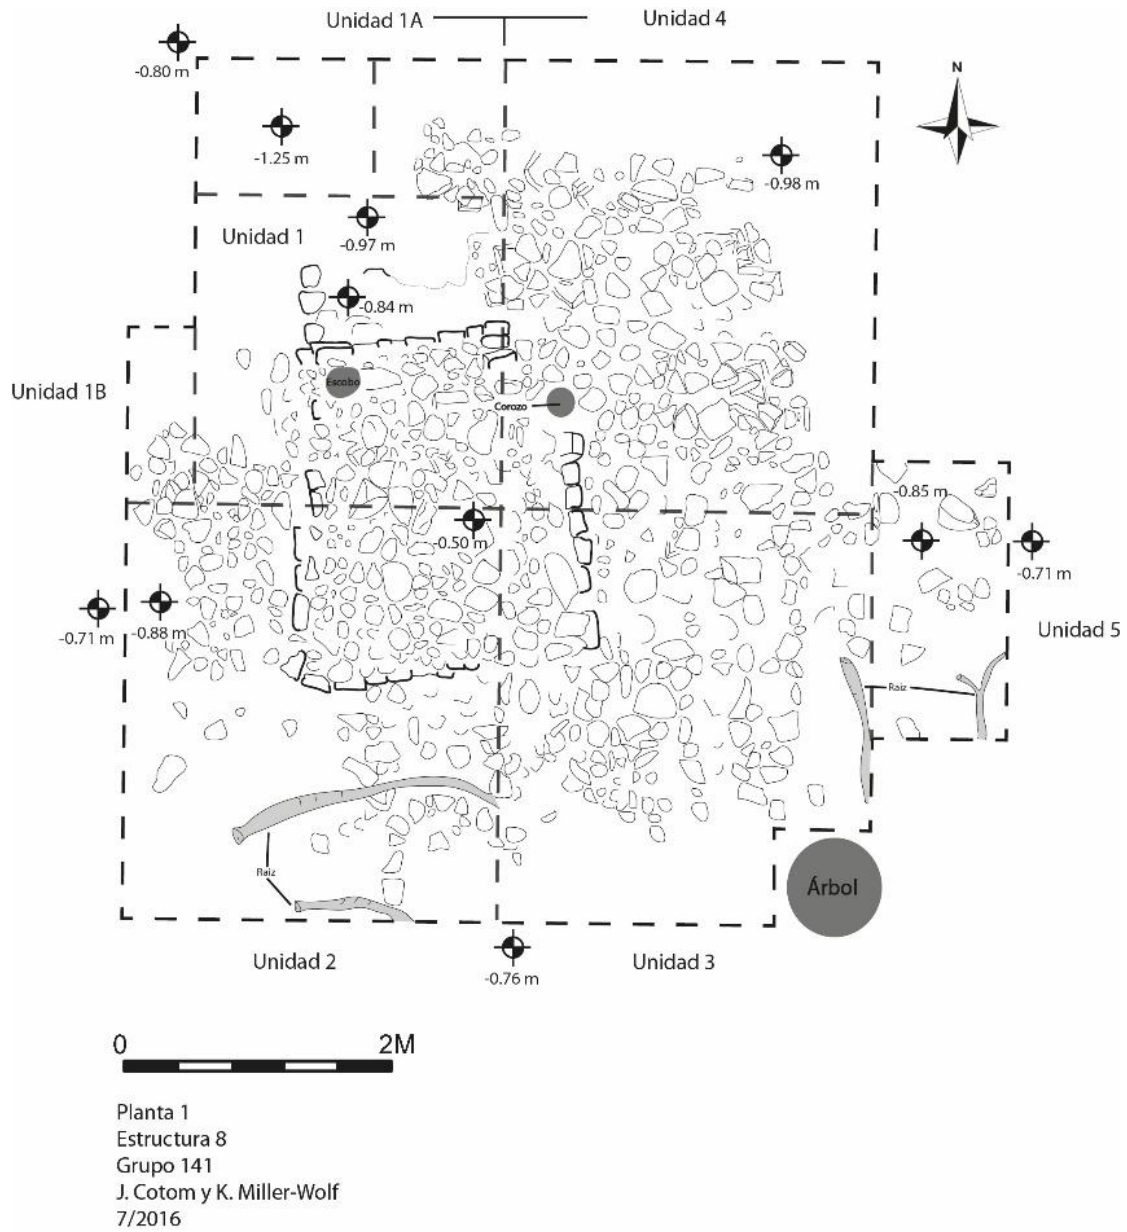 Unidad 1A
Unidad 4
-0.80 m
N
-1.25 m
-0.98 m
Unidad 1
-0.97 m
-0.84 m
Unidad 1B
Escobo
Corozo
-0.85 m
-0.50 m
-0.71 m
-0.88 m
-0.71 m
Unidad 5
Raíz
Raíz
Árbol
Unidad 2
-0.76 m
Unidad 3
0 2M
Planta 1
Estructura 8
Grupo 141
J. Cotom y K. Miller-Wolf
7/2016